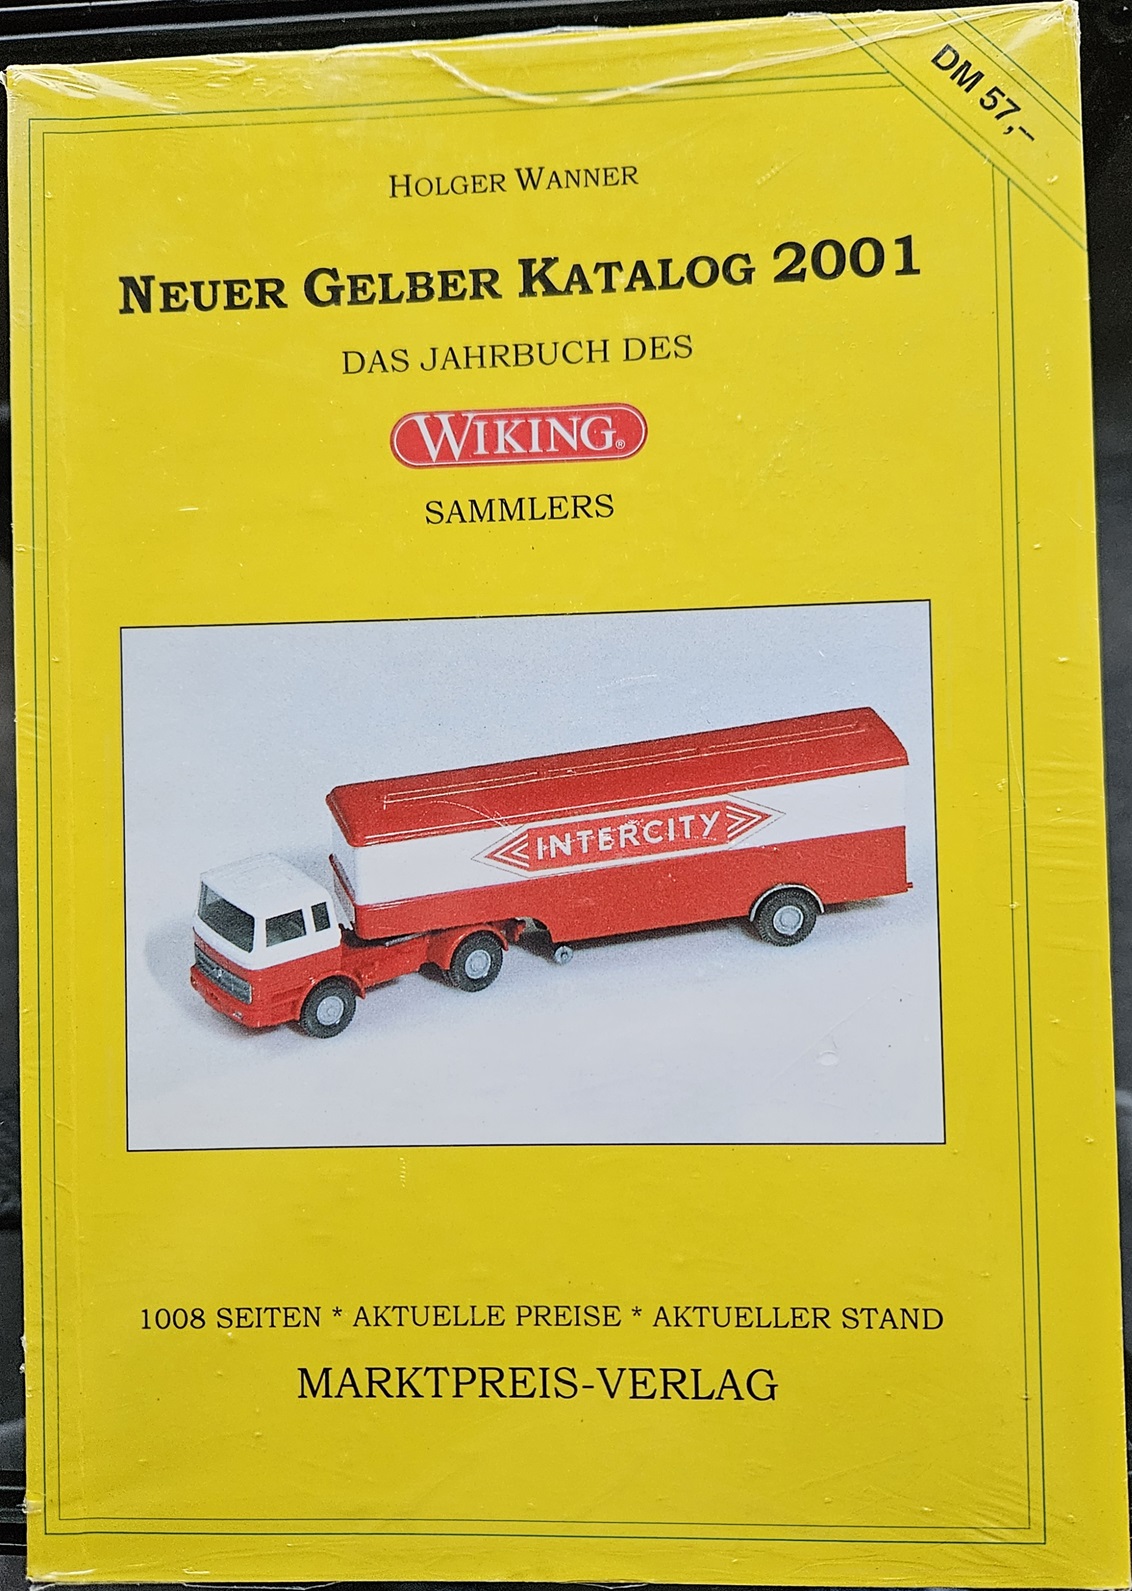 DM 57,--
HOLGER WANNER
NEUER GELBER KATALOG 2001
DAS JAHRBUCH DES
WIKING®
SAMMLERS
INTERCITY
1008 SEITEN * AKTUELLE PREISE * AKTUELLER STAND
MARKTPREIS-VERLAG